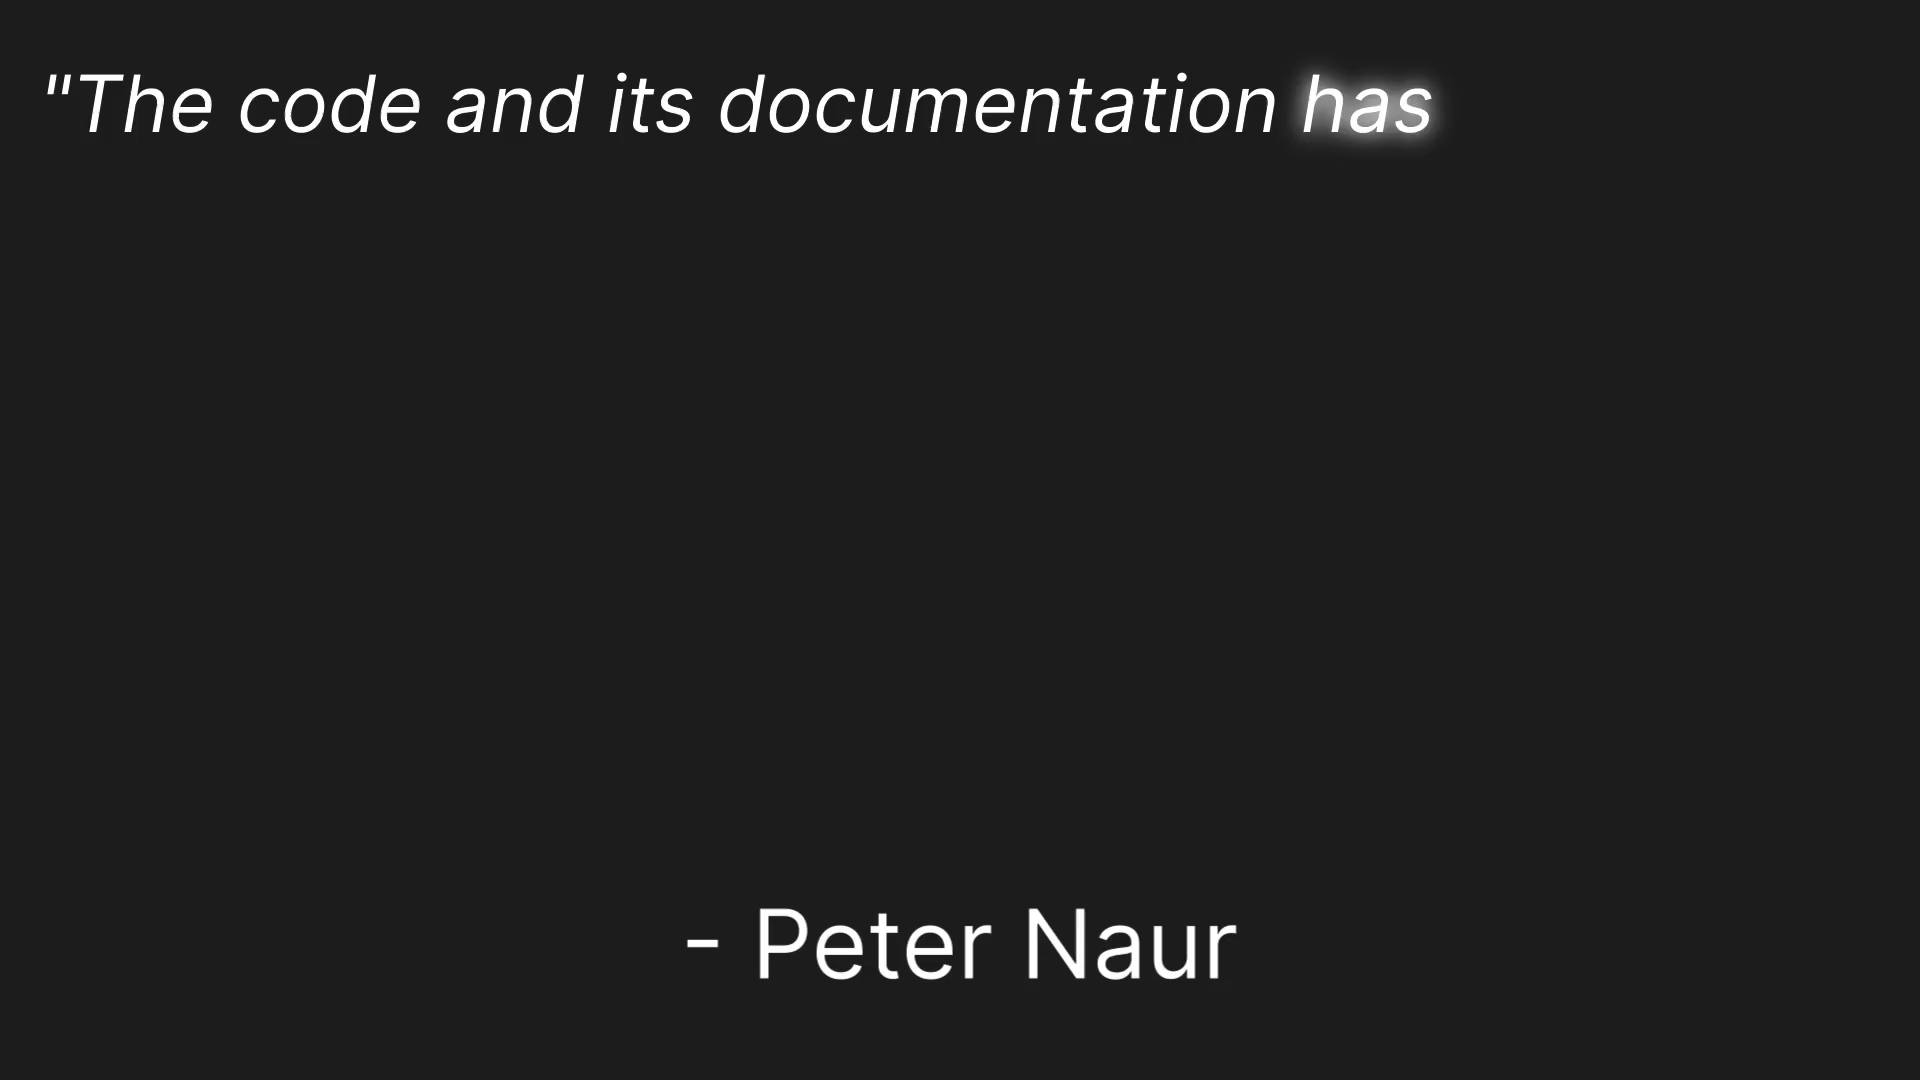 "The code and its documentation has
- Peter Naur